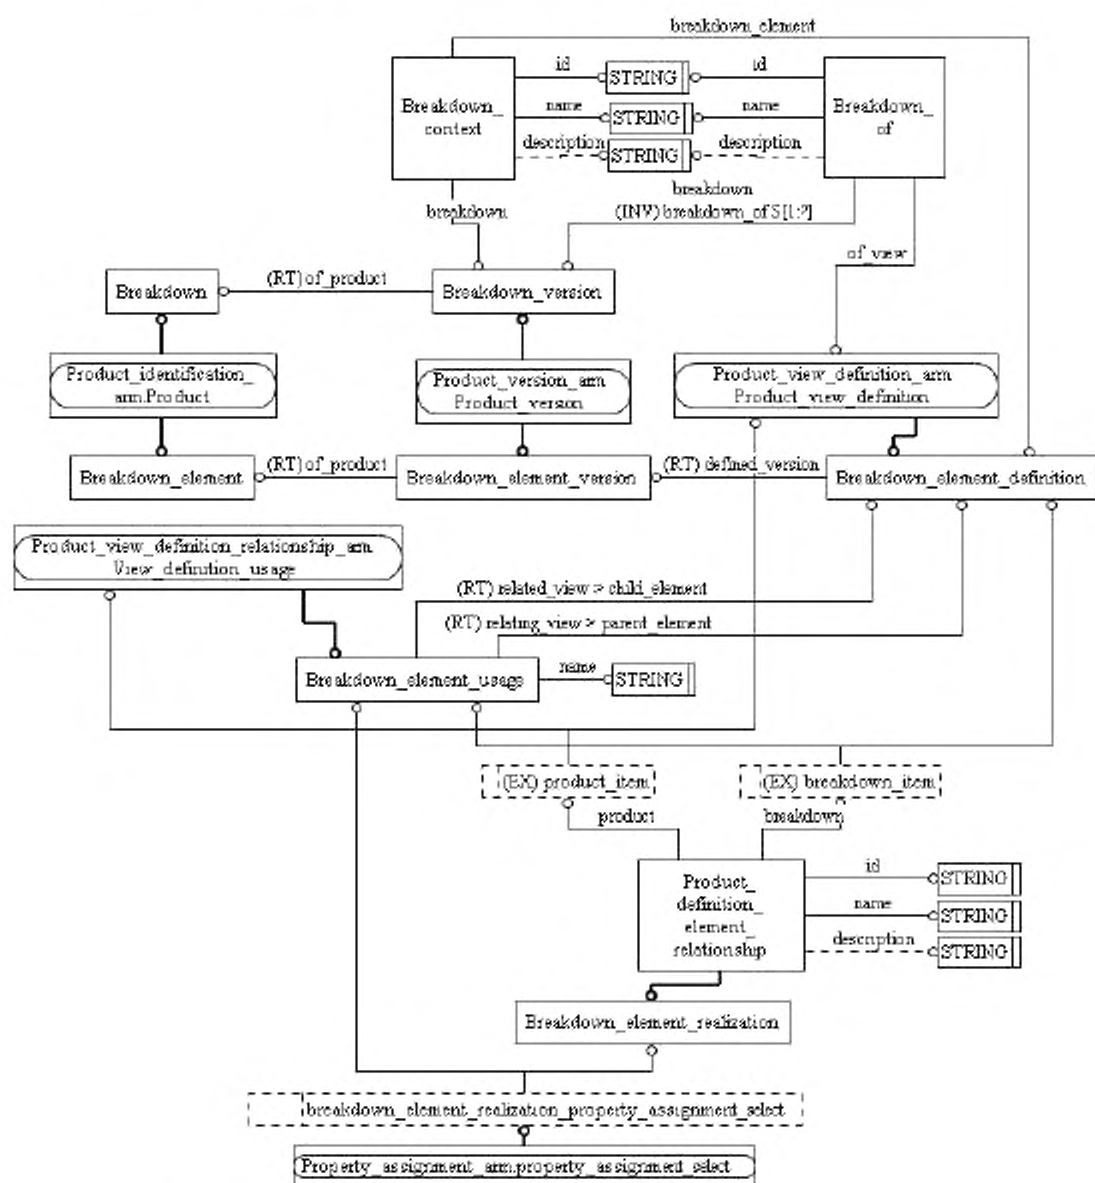 breakdown_element
id
STRING
id
Breakdown_
context
name
STRING
name
Breakdown_
of
description
STRING
description
breakdown
breakdown
(INV) breakdown_of S[1:?]
of_view
Breakdown
(RT) of_product
Breakdown_version
Product_identification_
arm.Product
Product_version_arm
Product_version
Product_view_definition_arm
Product_view_definition
Breakdown_element
(RT) of_product
Breakdown_element_version
(RT) defined_version
Breakdown_element_definition
Product_view_definition_relationship_arm
View_definition_usage
(RT) related_view > child_element
(RT) relating_view > parent_element
Breakdown_element_usage
name
STRING
(EX) product_item
(EX) breakdown_item
product
breakdown
Product_
definition_
element_
relationship
id
STRING
name
STRING
description
STRING
Breakdown_element_realization
breakdown_element_realization_property_assignment_select
Property_assignment_arm.property_assignment_select